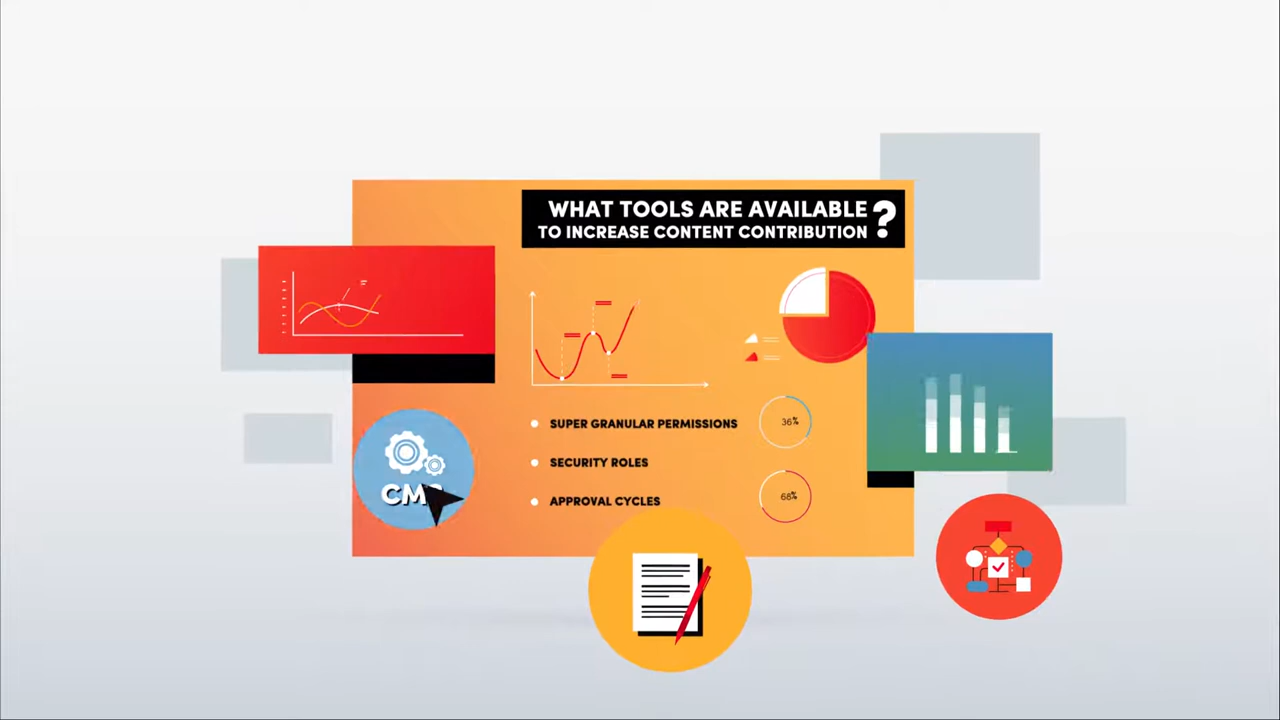 WHAT TOOLS ARE AVAILABLE
TO INCREASE CONTENT CONTRIBUTION?
SUPER GRANULAR PERMISSIONS
36%
SECURITY ROLES
68%
APPROVAL CYCLES